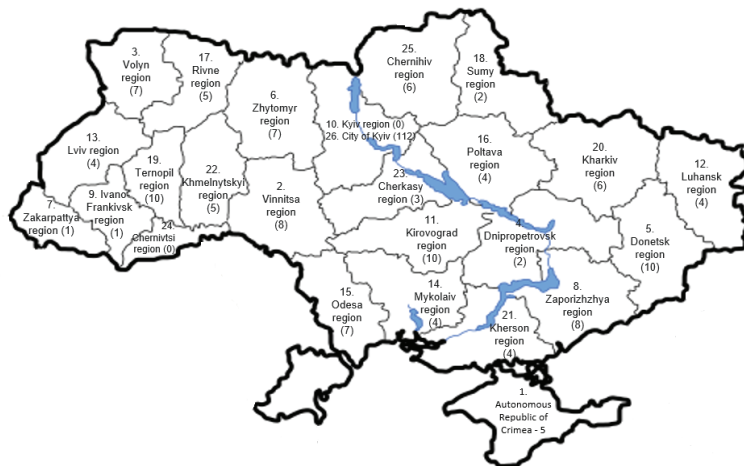 3.
Volyn
region
(7)
17.
Rivne
region
(5)
6.
Zhytomyr
region
(7)
25.
Chernihiv
region
(6)
18.
Sumy
region
(2)
10. Kyiv region (0)
26. City of Kyiv (112)
13.
Lviv region
(4)
19.
Ternopil
region
(10)
22.
Khmelnytskyi
region
(5)
2.
Vinnitsa
region
(8)
23.
Cherkasy
region (3)
16.
Poltava
region
(4)
20.
Kharkiv
region
(6)
12.
Luhansk
region
(4)
7.
Zakarpattya
region (1)
9. Ivano
Frankivsk
region
(1)
24.
Chernivtsi
region (0)
11.
Kirovograd
region
(10)
4.
Dnipropetrovsk
region
(2)
5.
Donetsk
region
(10)
15.
Odesa
region
(7)
14.
Mykolaiv
region
(4)
8.
Zaporizhzhya
region
(8)
21.
Kherson
region
(4)
1.
Autonomous
Republic of
Crimea - 5